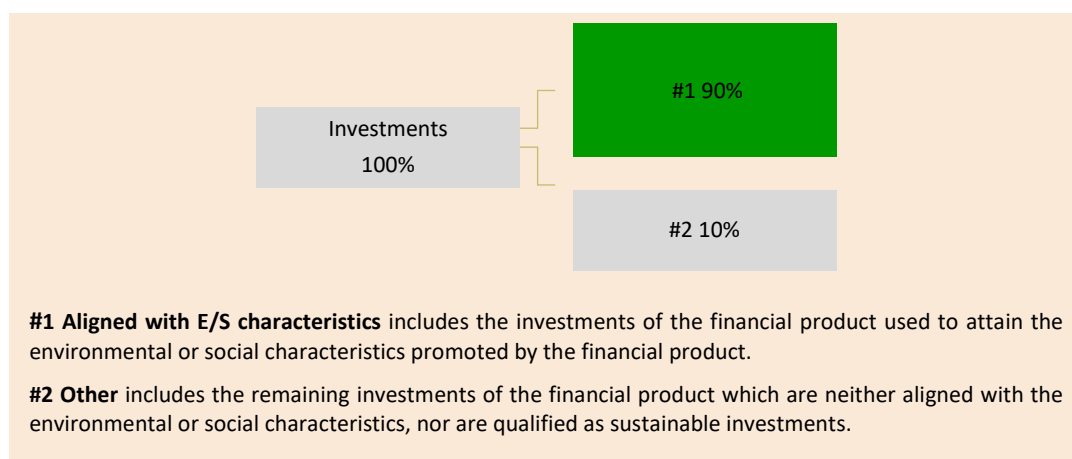 #1 90%
Investments
100%
#2 10%
#1 Aligned with E/S characteristics includes the investments of the financial product used to attain the
environmental or social characteristics promoted by the financial product.
#2 Other includes the remaining investments of the financial product which are neither aligned with the
environmental or social characteristics, nor are qualified as sustainable investments.